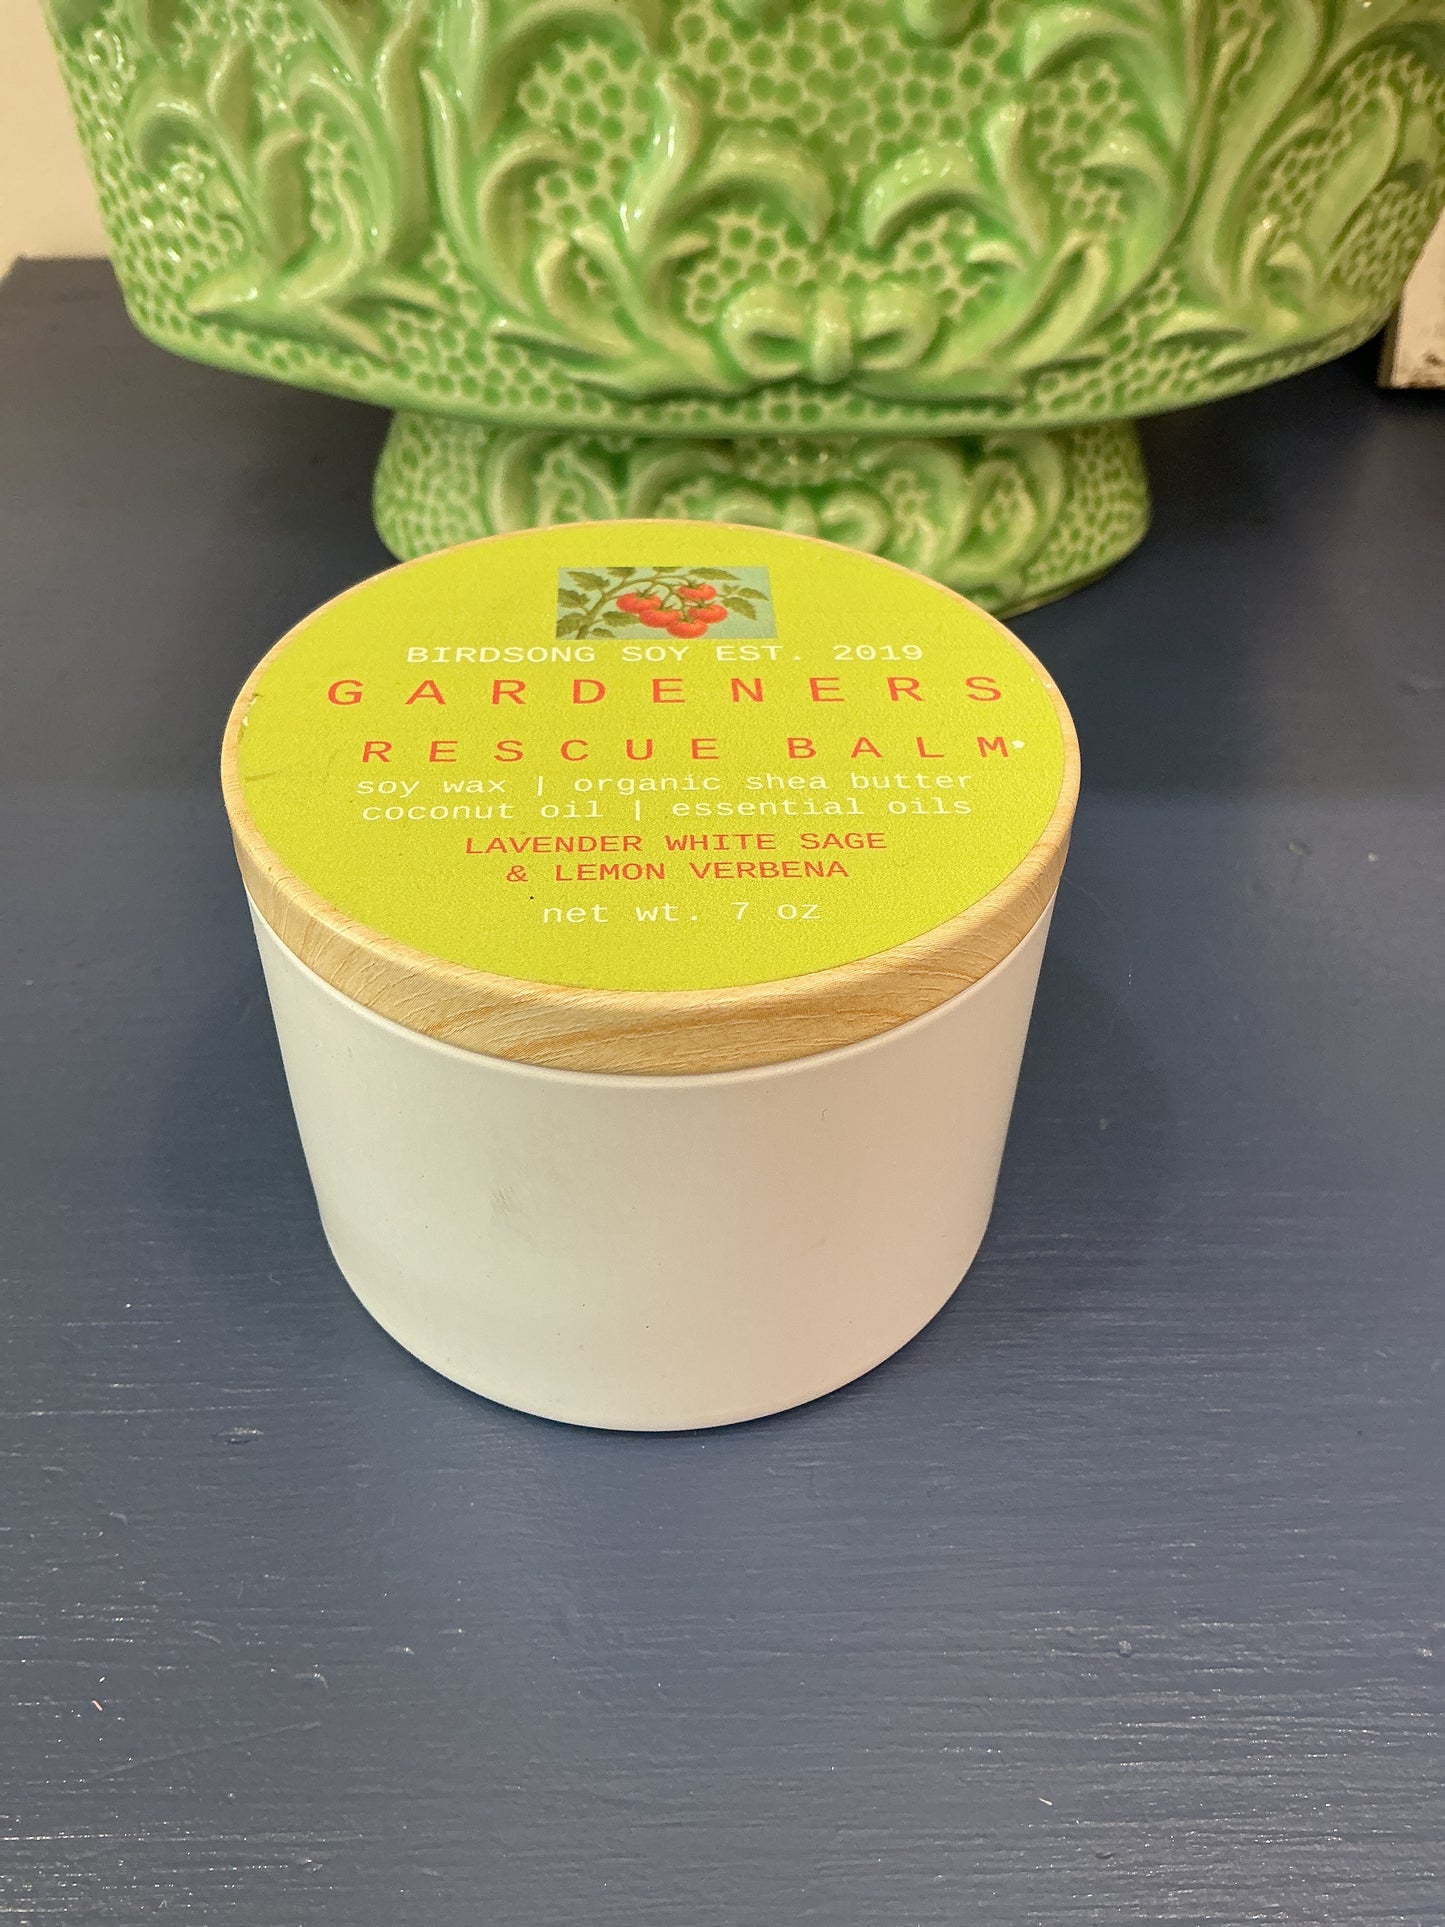 BIRDSONG SOY EST. 2019
GARDENERS
RESCUE BALM
soy wax | organic shea butter
coconut oil | essential oils
LAVENDER WHITE SAGE
& LEMON VERBENA
net wt. 7 oz